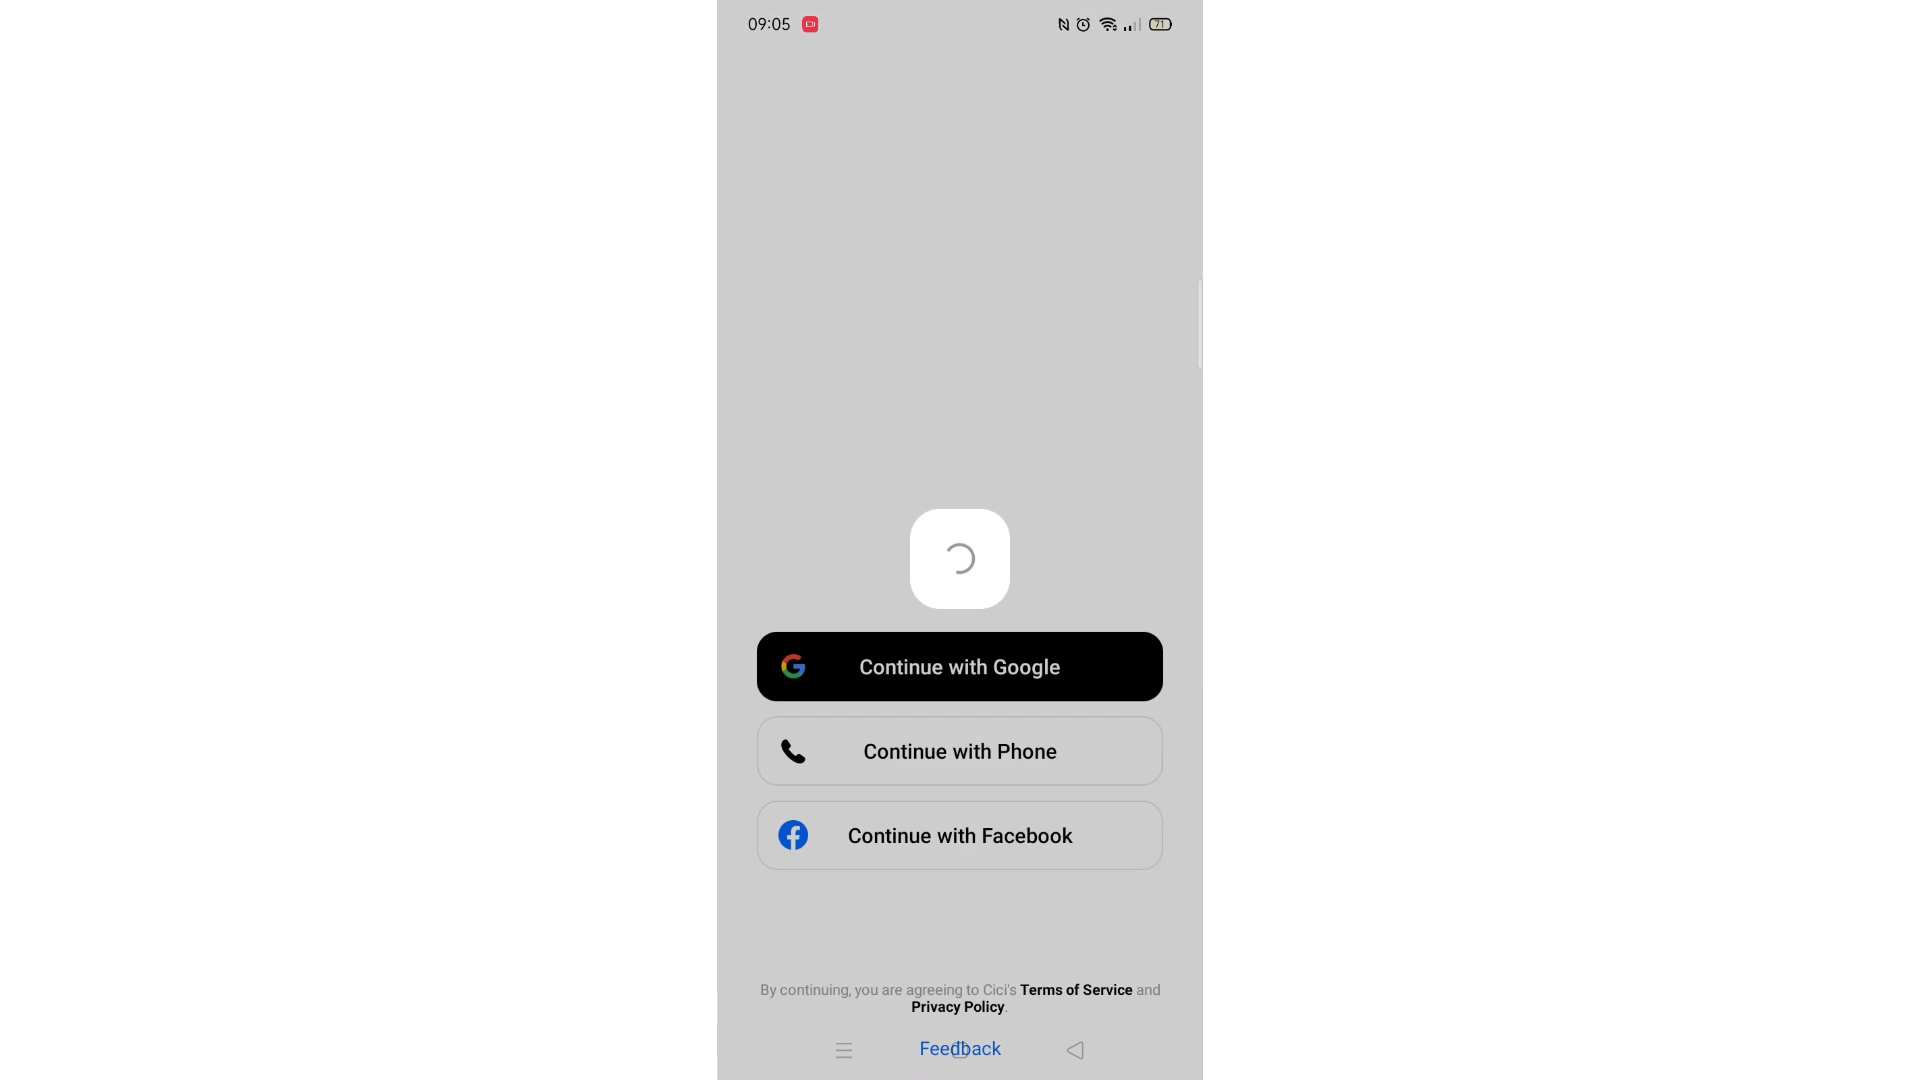 09:05
71
Continue with Google
Continue with Phone
Continue with Facebook
By continuing, you are agreeing to Cici's Terms of Service and
Privacy Policy.
Feedback